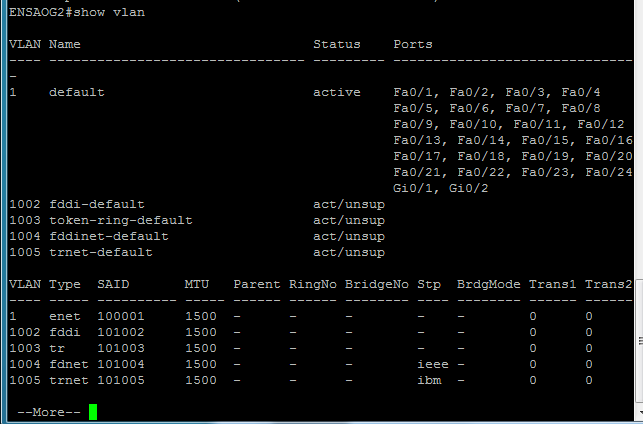 ENSAOG2#show vlan
VLAN Name                             Status    Ports
---- -------------------------------- --------- ------------------------------
-
1    default                          active    Fa0/1, Fa0/2, Fa0/3, Fa0/4
                                                Fa0/5, Fa0/6, Fa0/7, Fa0/8
                                                Fa0/9, Fa0/10, Fa0/11, Fa0/12
                                                Fa0/13, Fa0/14, Fa0/15, Fa0/16
                                                Fa0/17, Fa0/18, Fa0/19, Fa0/20
                                                Fa0/21, Fa0/22, Fa0/23, Fa0/24
                                                Gi0/1, Gi0/2
1002 fddi-default                     act/unsup
1003 token-ring-default               act/unsup
1004 fddinet-default                  act/unsup
1005 trnet-default                    act/unsup
VLAN Type  SAID       MTU   Parent RingNo BridgeNo Stp  BrdgMode Trans1 Trans2
---- ----- ---------- ----- ------ ------ -------- ---- -------- ------ ------
1    enet  100001     1500  -      -      -        -    -        0      0
1002 fddi  101002     1500  -      -      -        -    -        0      0
1003 tr    101003     1500  -      -      -        -    -        0      0
1004 fdnet 101004     1500  -      -      -        ieee -        0      0
1005 trnet 101005     1500  -      -      -        ibm  -        0      0
--More--